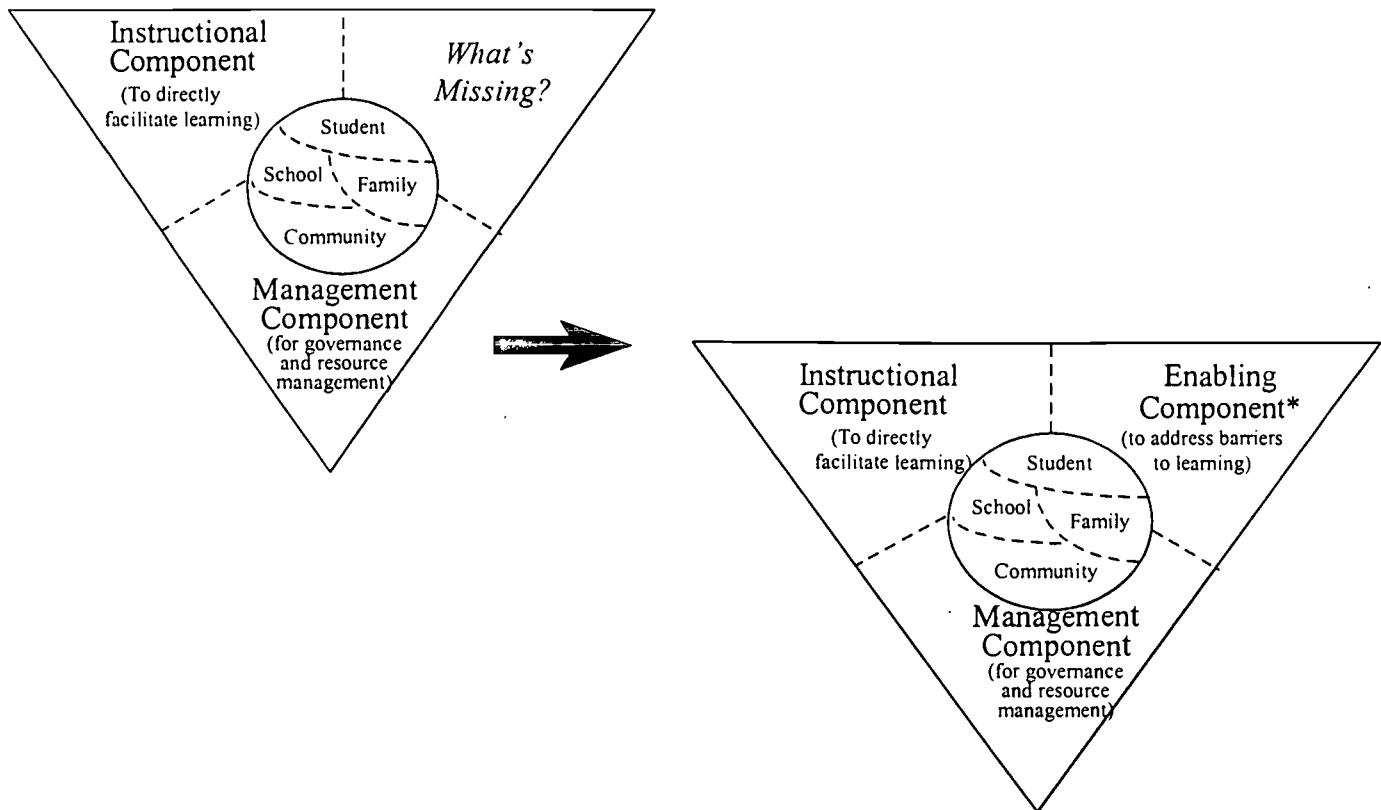 Instructional
Component
(To directly
facilitate learning)
What's
Missing?
Student
School
Family
Community
Management
Component
(for governance
and resource
management)
Instructional
Component
(To directly
facilitate learning)
Enabling
Component*
(to address barriers
to learning)
Student
School
Family
Community
Management
Component
(for governance
and resource
management)